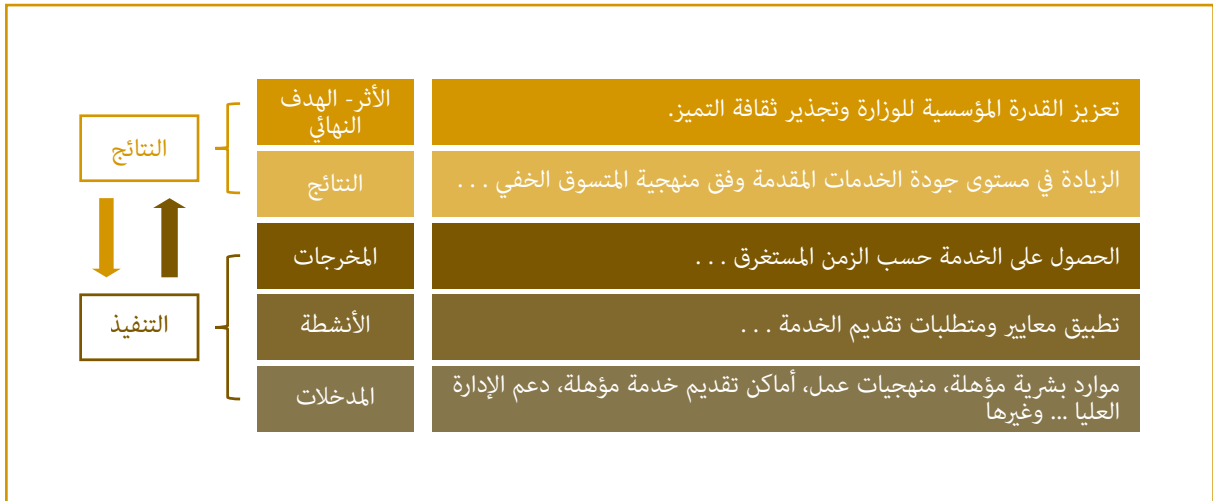 النتائج
الأثر- الهدف
النهائي
تعزيز القدرة المؤسسية للوزارة وتجذير ثقافة التميز.
النتائج
الزيادة في مستوى جودة الخدمات المقدمة وفق منهجية المتسوق الخفي . . .
التنفيذ
المخرجات
الحصول على الخدمة حسب الزمن المستغرق . . .
الأنشطة
تطبيق معايير ومتطلبات تقديم الخدمة . . .
المدخلات
موارد بشرية مؤهلة، منهجيات عمل، أماكن تقديم خدمة مؤهلة، دعم الإدارة
العليا ... وغيرها